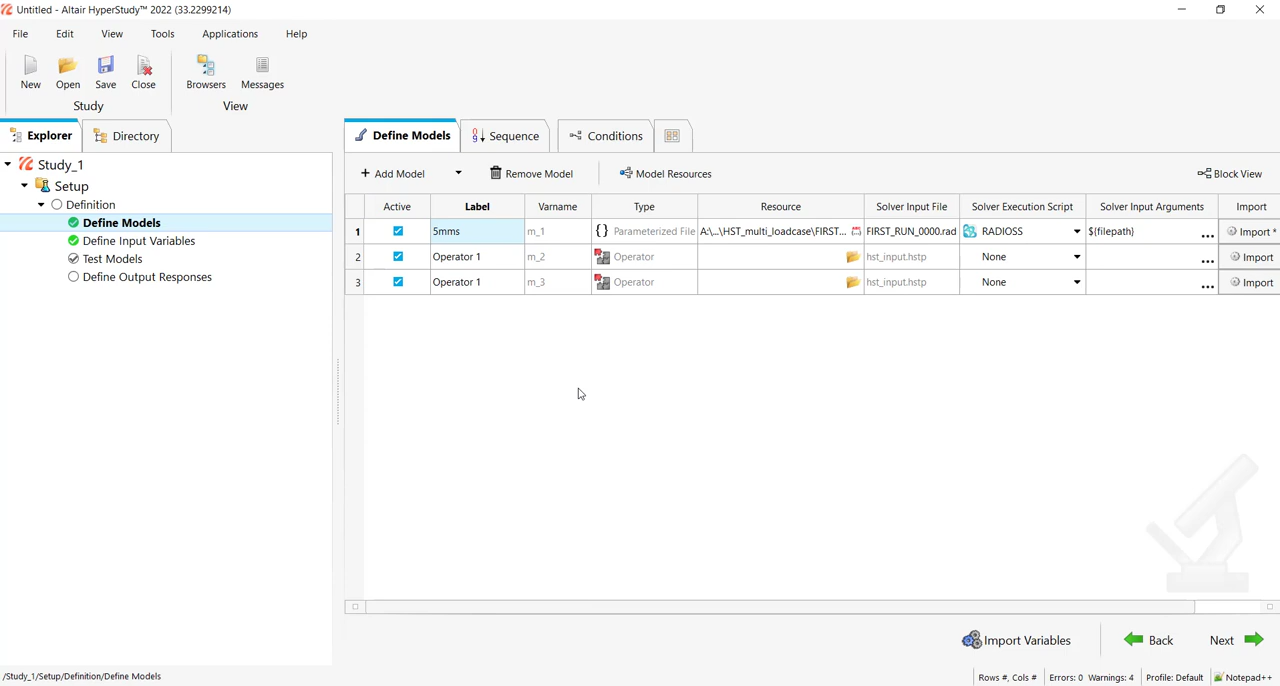 Untitled - Altair HyperStudy™ 2022 (33.2299214)
File Edit View Tools Applications Help
New Open Save Close Browsers Messages
Study View
Explorer Directory
Define Models Sequence Conditions
Study_1
Setup
Definition
Define Models
Define Input Variables
Test Models
Define Output Responses
+ Add Model Remove Model Model Resources Block View
Active Label Varname Type Resource Solver Input File Solver Execution Script Solver Input Arguments Import
1 5mms m_1 {} Parameterized File A:\...\HST_multi_loadcase\FIRST... FIRST_RUN_0000.rad RADIOSS ${filepath} ... Import *
2 Operator 1 m_2 Operator hst_input.hstp None ... Import
3 Operator 1 m_3 Operator hst_input.hstp None ... Import
Import Variables Back Next
/Study_1/Setup/Definition/Define Models Rows #, Cols # Errors: 0 Warnings: 4 Profile: Default Notepad++